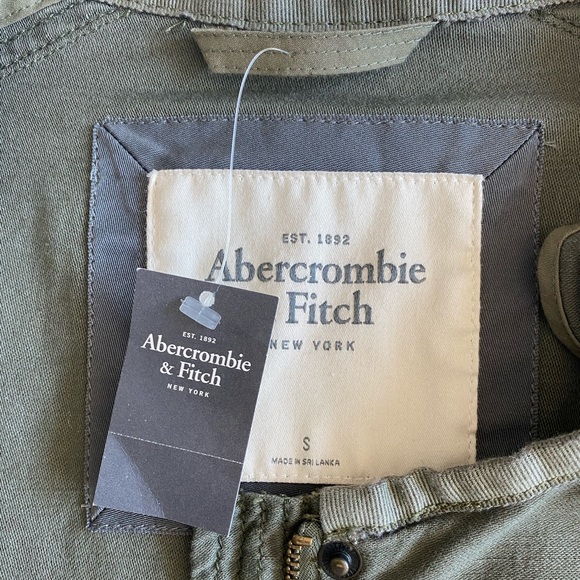 EST. 1892
Abercrombie
& Fitch
NEW YORK
S
MADE IN SRI LANKA
EST. 1892
Abercrombie
& Fitch
NEW YORK